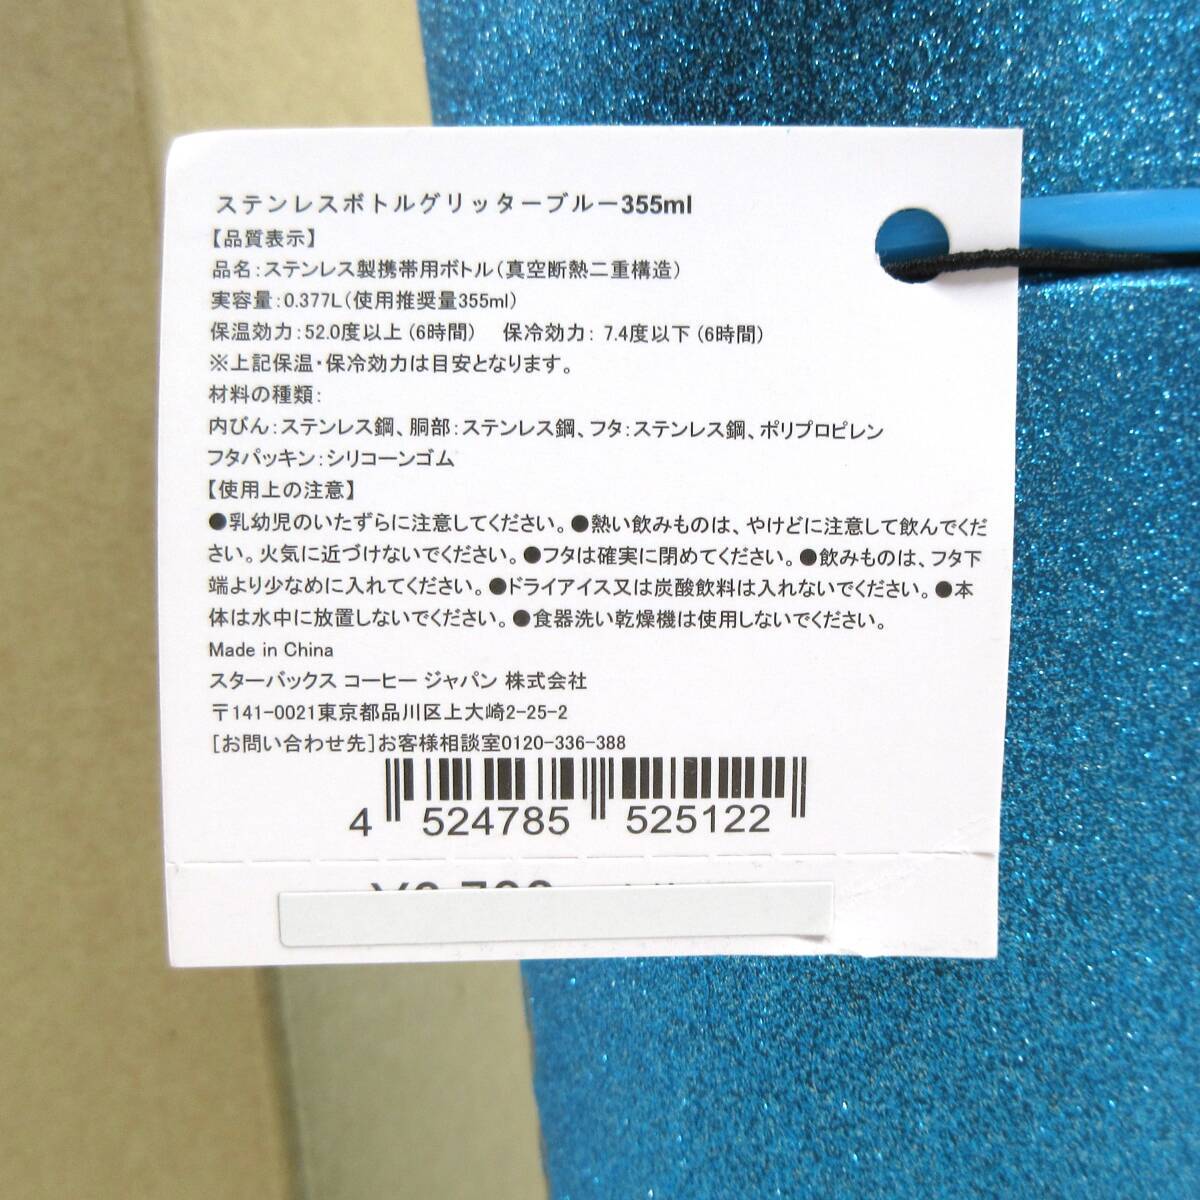 ステンレスボトルグリッターブルー355ml
【品質表示】
品名:ステンレス製携帯用ボトル(真空断熱二重構造)
実容量:0.377L(使用推奨量355ml)
保温効力:52.0度以上(6時間)　保冷効力: 7.4度以下(6時間)
※上記保温・保冷効力は目安となります。
材料の種類:
内びん:ステンレス鋼、胴部:ステンレス鋼、フタ:ステンレス鋼、ポリプロピレン
フタパッキン:シリコーンゴム
【使用上の注意】
●乳幼児のいたずらに注意してください。●熱い飲みものは、やけどに注意して飲んでくだ
さい。火気に近づけないでください。●フタは確実に閉めてください。●飲みものは、フタ下
端より少なめに入れてください。●ドライアイス又は炭酸飲料は入れないでください。●本
体は水中に放置しないでください。●食器洗い乾燥機は使用しないでください。
Made in China
スターバックス コーヒー ジャパン 株式会社
〒141-0021東京都品川区上大崎2-25-2
[お問い合わせ先]お客様相談室0120-336-388
4 524785 525122